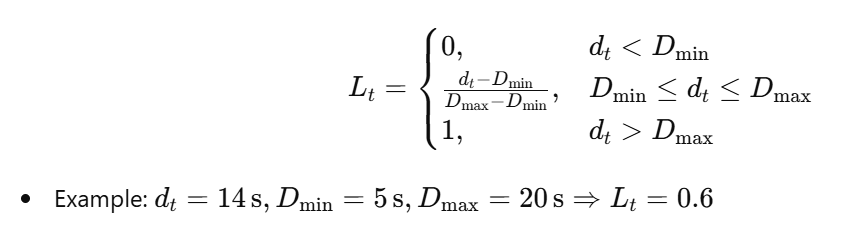 L_t = { 0, d_t < D_min
(d_t−D_min)/(D_max−D_min), D_min ≤ d_t ≤ D_max
1, d_t > D_max
• Example: d_t = 14 s, D_min = 5 s, D_max = 20 s ⇒ L_t = 0.6